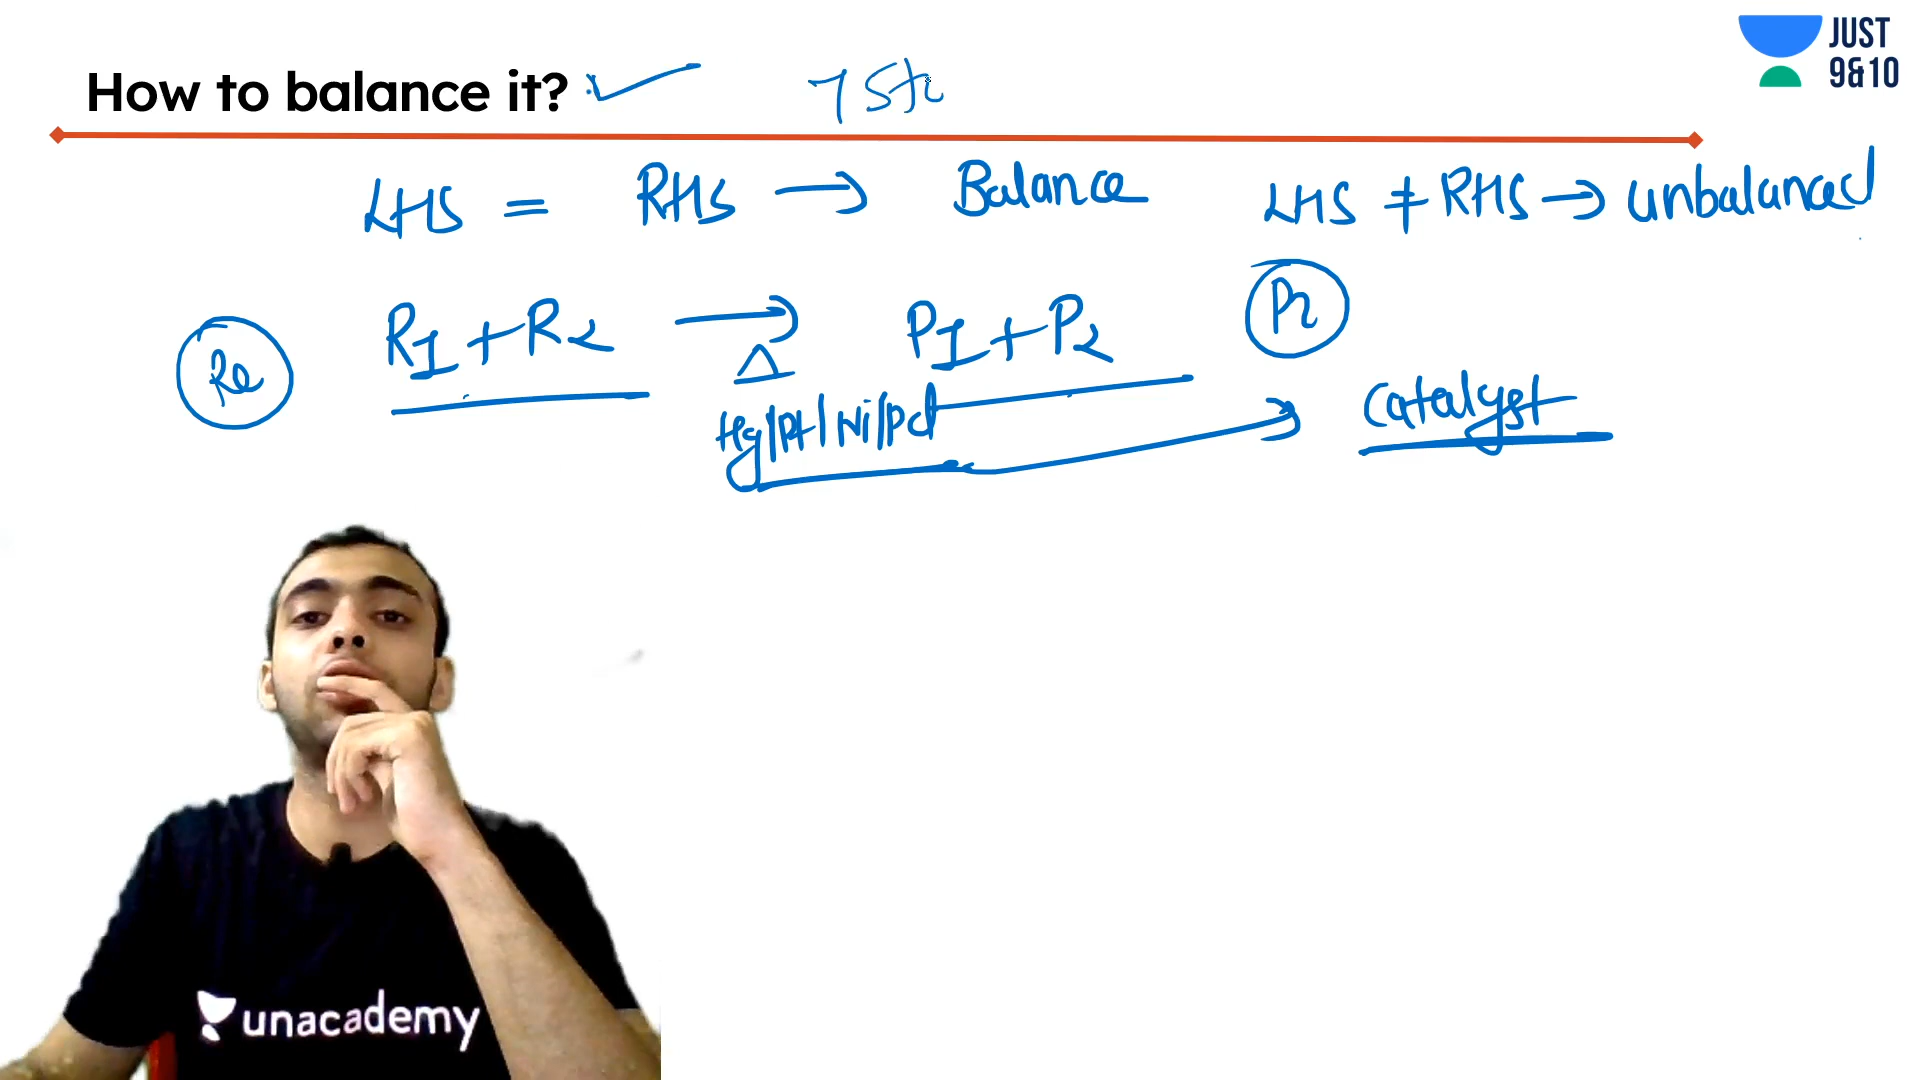 How to balance it? 7 Ste
JUST
9&10
LHS = RHS → Balance LHS ≠ RHS → unbalanced
Re R1 + R2 → P1 + P2 Pr
Δ
Hg/Pt/Ni/Pd → Catalyst
unacademy